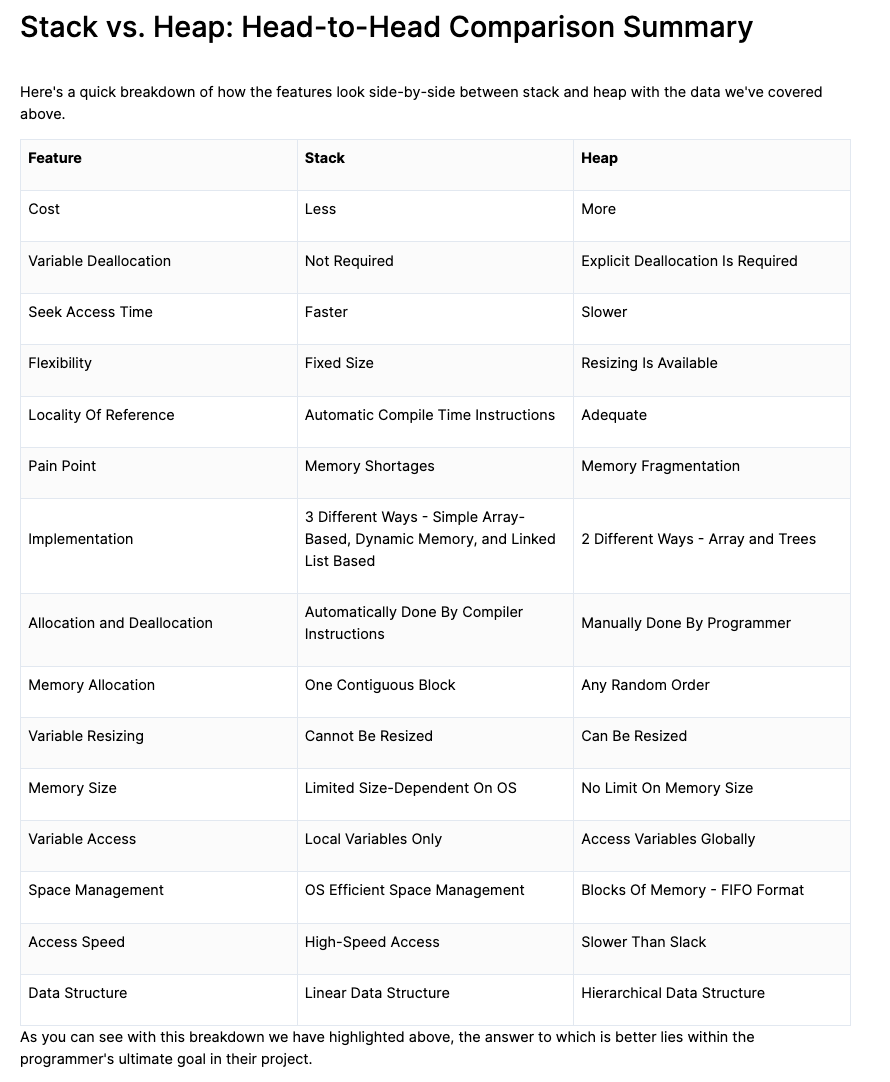 Stack vs. Heap: Head-to-Head Comparison Summary
Here's a quick breakdown of how the features look side-by-side between stack and heap with the data we've covered
above.
Feature Stack Heap
Cost Less More
Variable Deallocation Not Required Explicit Deallocation Is Required
Seek Access Time Faster Slower
Flexibility Fixed Size Resizing Is Available
Locality Of Reference Automatic Compile Time Instructions Adequate
Pain Point Memory Shortages Memory Fragmentation
Implementation
3 Different Ways - Simple Array-
Based, Dynamic Memory, and Linked
List Based
2 Different Ways - Array and Trees
Allocation and Deallocation
Automatically Done By Compiler
Instructions
Manually Done By Programmer
Memory Allocation One Contiguous Block Any Random Order
Variable Resizing Cannot Be Resized Can Be Resized
Memory Size Limited Size-Dependent On OS No Limit On Memory Size
Variable Access Local Variables Only Access Variables Globally
Space Management OS Efficient Space Management Blocks Of Memory - FIFO Format
Access Speed High-Speed Access Slower Than Slack
Data Structure Linear Data Structure Hierarchical Data Structure
As you can see with this breakdown we have highlighted above, the answer to which is better lies within the
programmer's ultimate goal in their project.